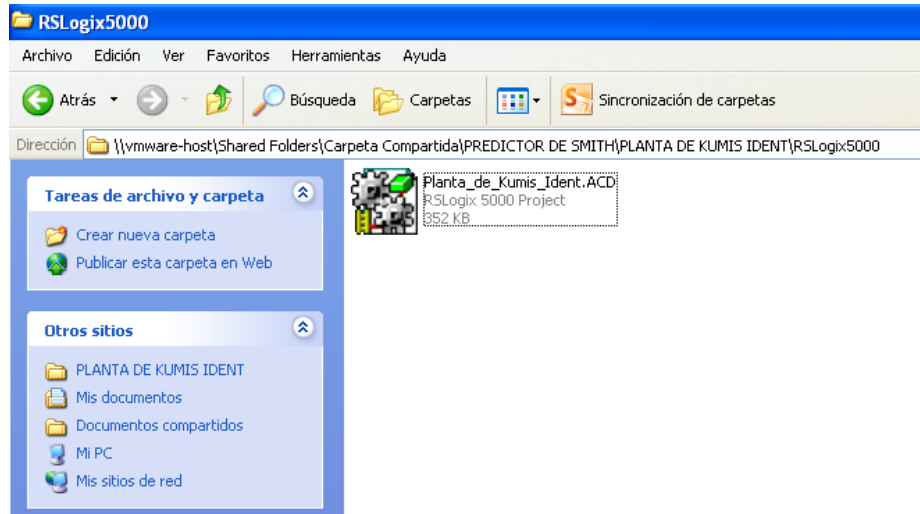 RSLogix5000
Archivo Edición Ver Favoritos Herramientas Ayuda
Atrás Búsqueda Carpetas Sincronización de carpetas
Dirección \\vmware-host\Shared Folders\Carpeta Compartida\PREDICTOR DE SMITH\PLANTA DE KUMIS IDENT\RSLogix5000
Tareas de archivo y carpeta
Crear nueva carpeta
Publicar esta carpeta en Web
Otros sitios
PLANTA DE KUMIS IDENT
Mis documentos
Documentos compartidos
Mi PC
Mis sitios de red
Planta_de_Kumis_Ident.ACD
RSLogix 5000 Project
352 KB